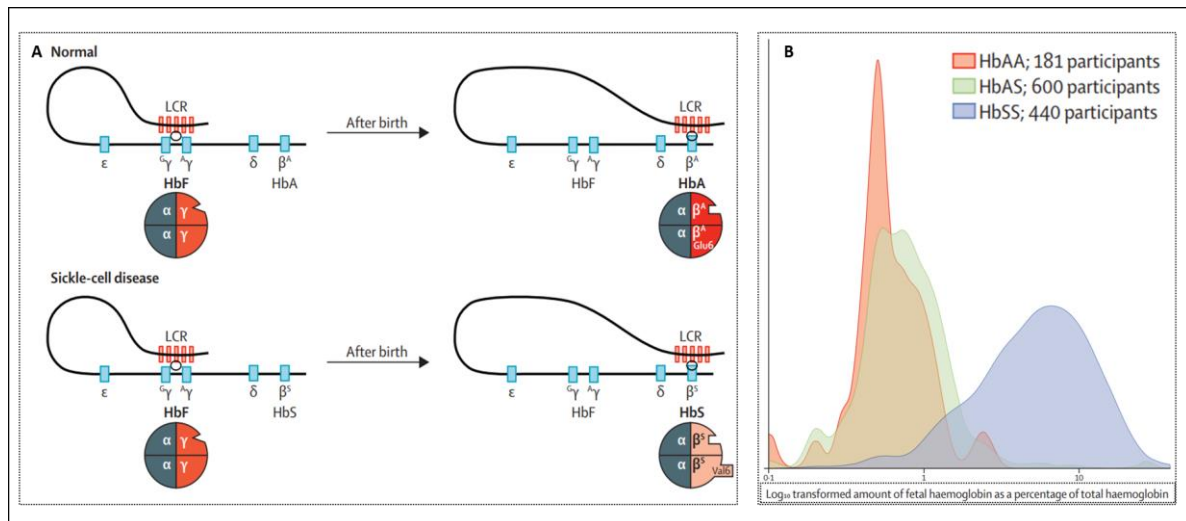 A Normal
LCR
ε
ᴳγ ᴬγ
δ
βᴬ
HbA
HbF
α γ
α γ
After birth
LCR
ε
ᴳγ ᴬγ
HbF
δ
βᴬ
HbA
α βᴬ
α βᴬ
Glu6
Sickle-cell disease
LCR
ε
ᴳγ ᴬγ
δ
βˢ
HbS
HbF
α γ
α γ
After birth
LCR
ε
ᴳγ ᴬγ
HbF
δ
βˢ
HbS
α βˢ
α βˢ
Val6
B
HbAA; 181 participants
HbAS; 600 participants
HbSS; 440 participants
0·1 1 10
Log₁₀ transformed amount of fetal haemoglobin as a percentage of total haemoglobin